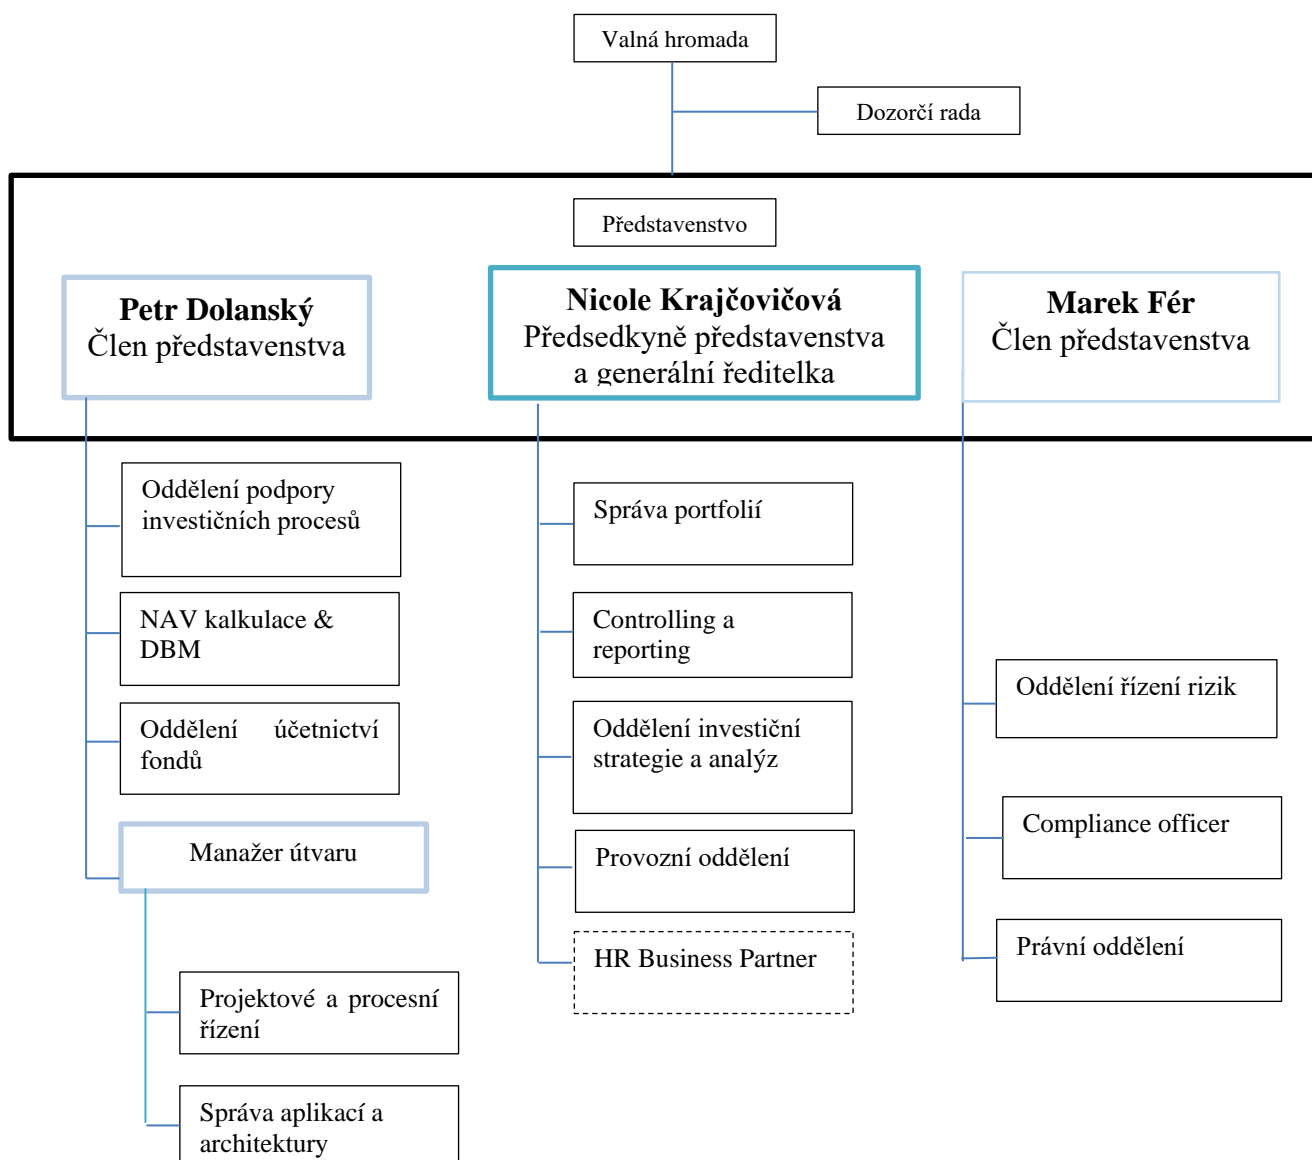 Valná hromada
Dozorčí rada
Představenstvo
Petr Dolanský
Člen představenstva
Nicole Krajčovičová
Předsedkyně představenstva
a generální ředitelka
Marek Fér
Člen představenstva
Oddělení podpory
investičních procesů
NAV kalkulace &
DBM
Oddělení účetnictví
fondů
Manažer útvaru
Projektové a procesní
řízení
Správa aplikací a
architektury
Správa portfolií
Controlling a
reporting
Oddělení investiční
strategie a analýz
Provozní oddělení
HR Business Partner
Oddělení řízení rizik
Compliance officer
Právní oddělení